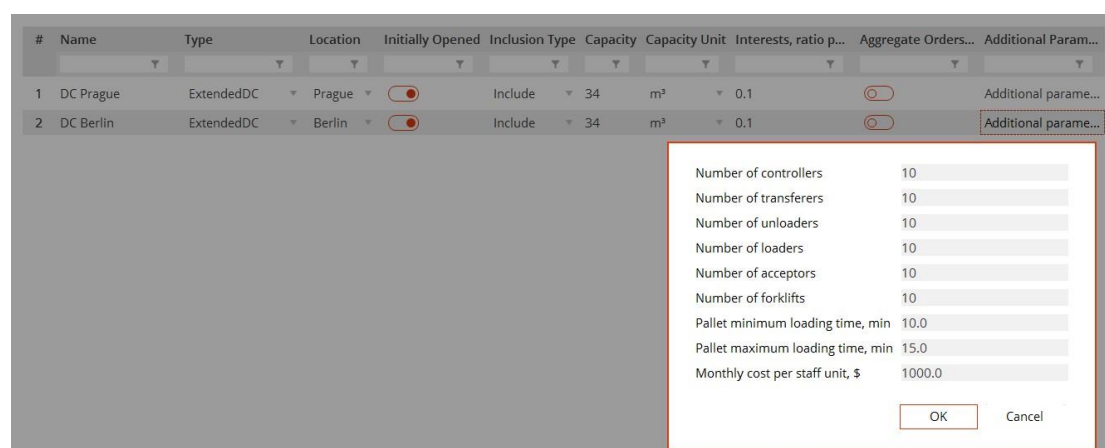 # Name Type Location Initially Opened Inclusion Type Capacity Capacity Unit Interests, ratio p... Aggregate Orders... Additional Param...
1 DC Prague ExtendedDC Prague Include 34 m³ 0.1 Additional parame...
2 DC Berlin ExtendedDC Berlin Include 34 m³ 0.1 Additional parame...
Number of controllers 10
Number of transferers 10
Number of unloaders 10
Number of loaders 10
Number of acceptors 10
Number of forklifts 10
Pallet minimum loading time, min 10.0
Pallet maximum loading time, min 15.0
Monthly cost per staff unit, $ 1000.0
OK Cancel